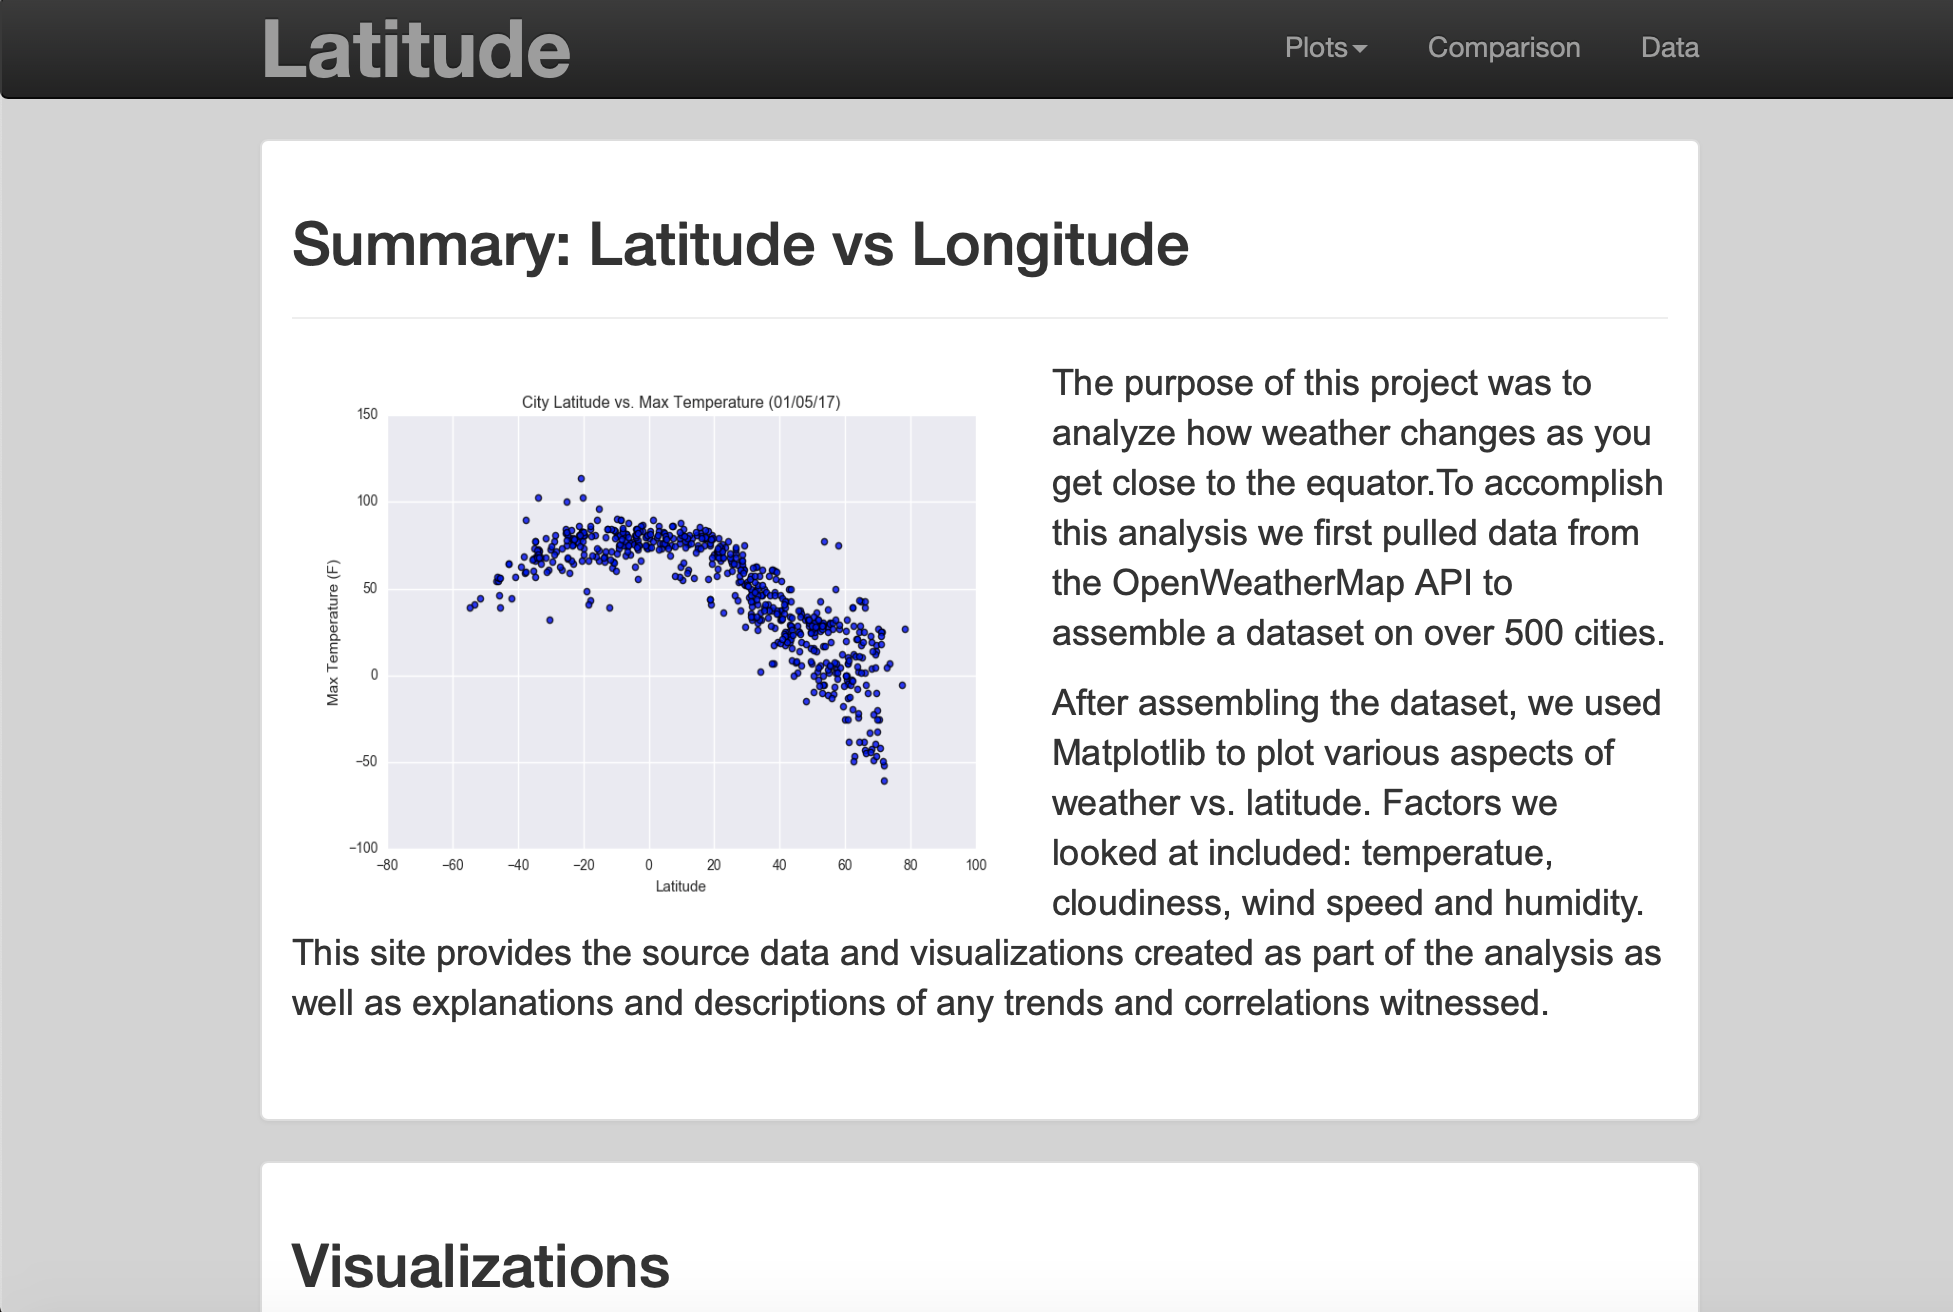 Latitude
Plots
Comparison
Data
Summary: Latitude vs Longitude
City Latitude vs. Max Temperature (01/05/17)
150
100
50
0
−50
−100
Max Temperature (F)
−80
−60
−40
−20
0
20
40
60
80
100
Latitude
The purpose of this project was to
analyze how weather changes as you
get close to the equator.To accomplish
this analysis we first pulled data from
the OpenWeatherMap API to
assemble a dataset on over 500 cities.
After assembling the dataset, we used
Matplotlib to plot various aspects of
weather vs. latitude. Factors we
looked at included: temperatue,
cloudiness, wind speed and humidity.
This site provides the source data and visualizations created as part of the analysis as
well as explanations and descriptions of any trends and correlations witnessed.
Visualizations